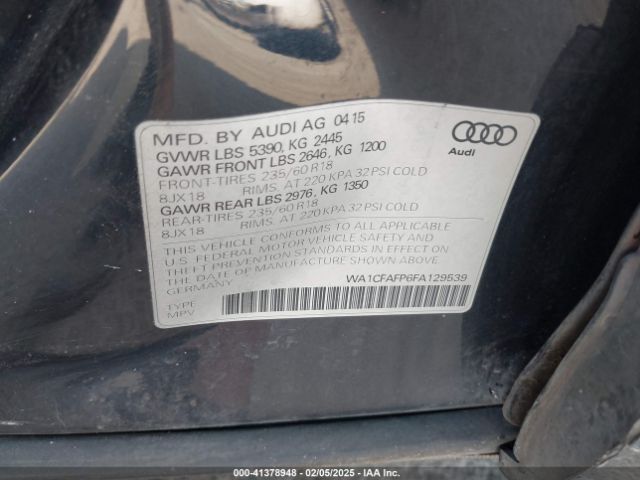 MFD. BY AUDI AG 04 15
GVWR LBS 5390, KG 2445
GAWR FRONT LBS 2646, KG 1200
FRONT-TIRES 235/60 R18
8JX18 RIMS. AT 220 KPA 32 PSI COLD
GAWR REAR LBS 2976, KG 1350
REAR-TIRES 235/60 R18
8JX18 RIMS. AT 220 KPA 32 PSI COLD
THIS VEHICLE CONFORMS TO ALL APPLICABLE
U.S. FEDERAL MOTOR VEHICLE SAFETY AND
THEFT PREVENTION STANDARDS IN EFFECT ON
THE DATE OF MANUFACTURE SHOWN ABOVE.
GERMANY
WA1CFAFP6FA129539
TYPE
MPV
Audi
00-41378948 - 02/05/2025 - IAA Inc. Copyright